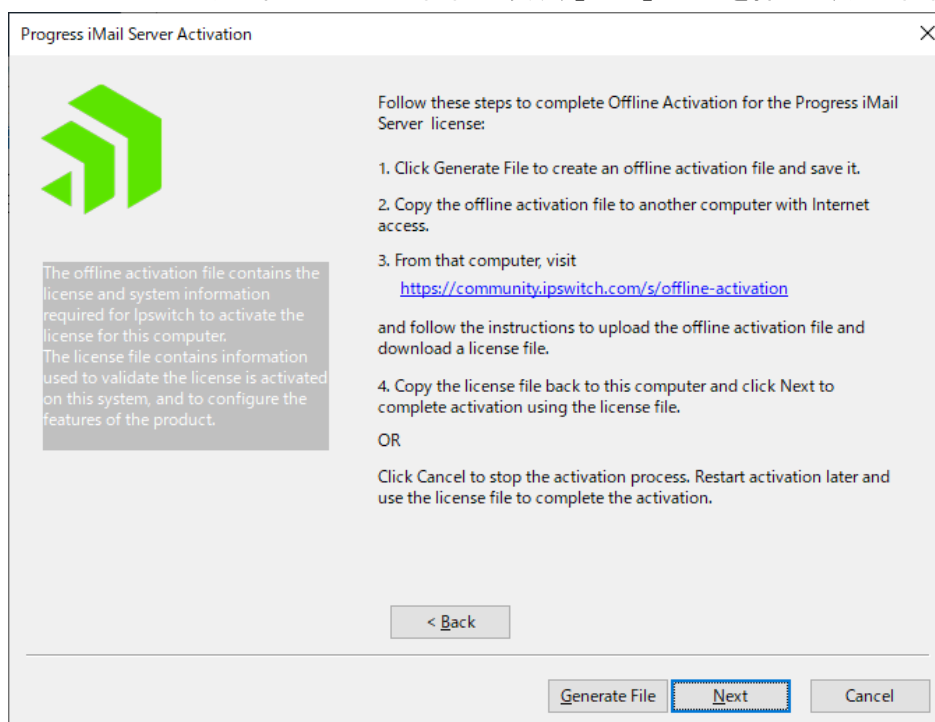 Progress iMail Server Activation
Follow these steps to complete Offline Activation for the Progress iMail
Server license:
1. Click Generate File to create an offline activation file and save it.
2. Copy the offline activation file to another computer with Internet
access.
3. From that computer, visit
https://community.ipswitch.com/s/offline-activation
and follow the instructions to upload the offline activation file and
download a license file.
4. Copy the license file back to this computer and click Next to
complete activation using the license file.
OR
Click Cancel to stop the activation process. Restart activation later and
use the license file to complete the activation.
The offline activation file contains the
license and system information
required for Ipswitch to activate the
license for this computer.
The license file contains information
used to validate the license is activated
on this system, and to configure the
features of the product.
< Back
Generate File
Next
Cancel